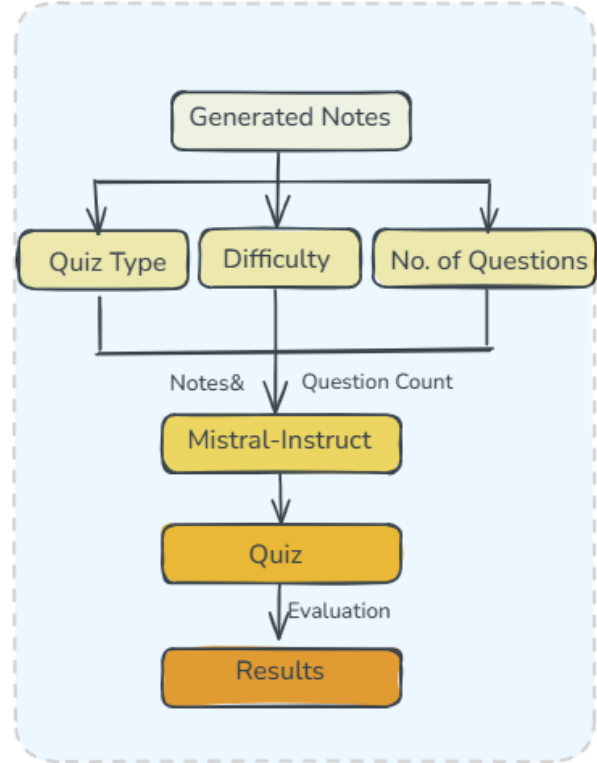 Generated Notes
Quiz Type
Difficulty
No. of Questions
Notes&
Question Count
Mistral-Instruct
Quiz
Evaluation
Results